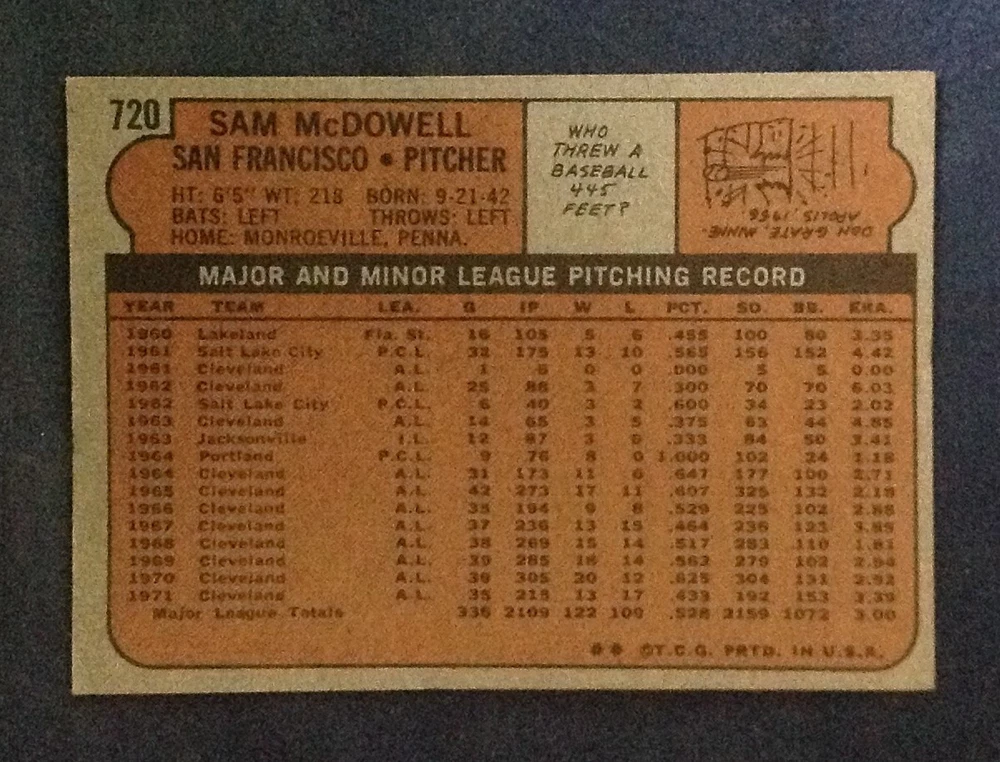 720
SAM McDOWELL
SAN FRANCISCO • PITCHER
HT: 6'5" WT: 218 BORN: 9-21-42
BATS: LEFT THROWS: LEFT
HOME: MONROEVILLE, PENNA.
WHO
THREW A
BASEBALL
445
FEET?
DON GRATE, MINNE-
APOLIS, 1956.
MAJOR AND MINOR LEAGUE PITCHING RECORD
YEAR TEAM LEA. G IP W L PCT. SO. BB. ERA.
1960 Lakeland Fla. St. 16 105 5 6 .455 100 80 3.35
1961 Salt Lake City P.C.L. 32 175 13 10 .565 156 152 4.42
1961 Cleveland A.L. 1 6 0 0 .000 5 5 0.00
1962 Cleveland A.L. 25 88 3 7 .300 70 70 6.03
1962 Salt Lake City P.C.L. 6 40 3 2 .600 34 23 2.02
1963 Cleveland A.L. 14 65 3 5 .375 63 44 4.85
1963 Jacksonville I.L. 12 87 3 6 .333 84 50 3.41
1964 Portland P.C.L. 9 76 8 0 1.000 102 24 1.18
1964 Cleveland A.L. 31 173 11 6 .647 177 100 2.71
1965 Cleveland A.L. 42 273 17 11 .607 325 132 2.18
1966 Cleveland A.L. 35 194 9 8 .529 225 102 2.88
1967 Cleveland A.L. 37 236 13 15 .464 236 123 3.85
1968 Cleveland A.L. 38 269 15 14 .517 283 110 1.81
1969 Cleveland A.L. 39 285 18 14 .563 279 102 2.94
1970 Cleveland A.L. 39 305 20 12 .625 304 131 2.92
1971 Cleveland A.L. 35 215 13 17 .433 192 153 3.39
Major League Totals 336 2109 122 109 .528 2159 1072 3.00
** ©T.C.G. PRTD. IN U.S.A.